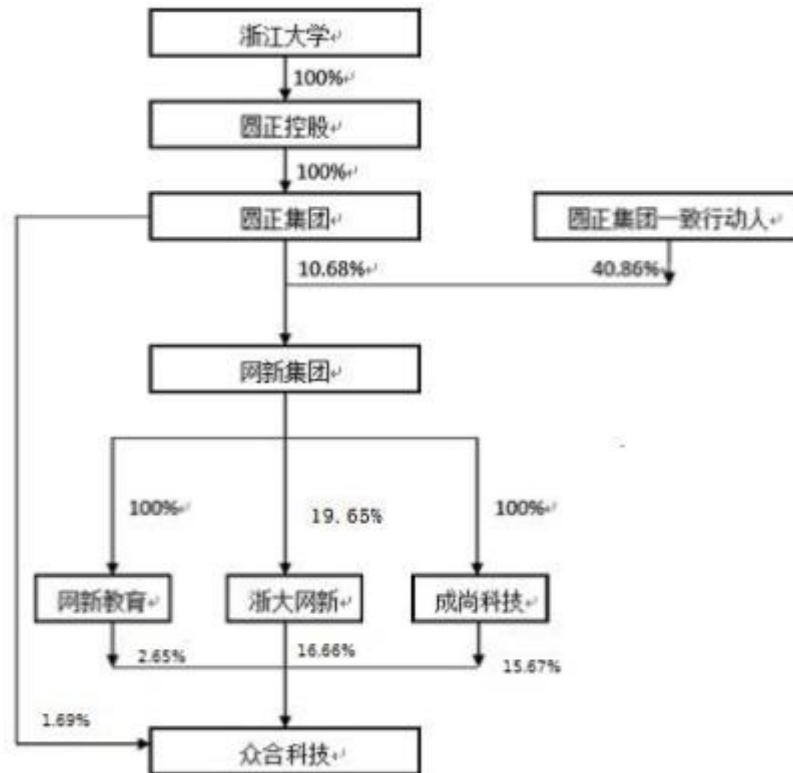 浙江大学
100%
圆正控股
100%
圆正集团
圆正集团一致行动人
10.68%
40.86%
网新集团
100%
19.65%
100%
网新教育
浙大网新
成尚科技
2.65%
16.66%
15.67%
1.69%
众合科技